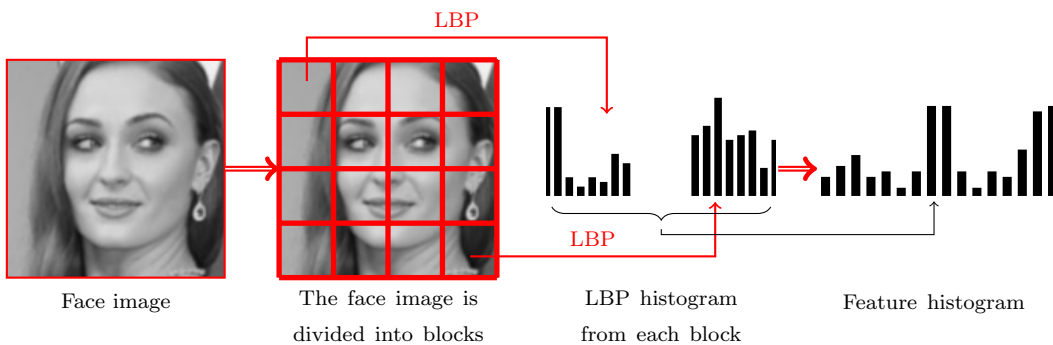 LBP
LBP
Face image
The face image is
divided into blocks
LBP histogram
from each block
Feature histogram